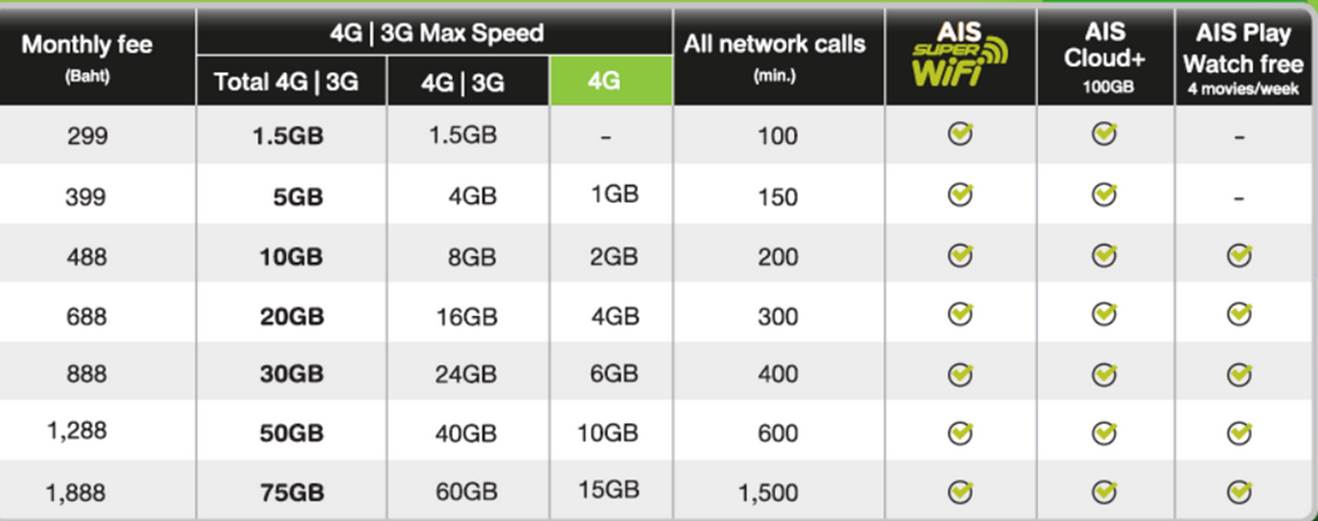 Monthly fee
(Baht)
4G | 3G Max Speed
Total 4G | 3G
4G | 3G
4G
All network calls
(min.)
AIS
SUPER
WiFi
AIS
Cloud+
100GB
AIS Play
Watch free
4 movies/week
299 1.5GB 1.5GB - 100 -
399 5GB 4GB 1GB 150 -
488 10GB 8GB 2GB 200
688 20GB 16GB 4GB 300
888 30GB 24GB 6GB 400
1,288 50GB 40GB 10GB 600
1,888 75GB 60GB 15GB 1,500